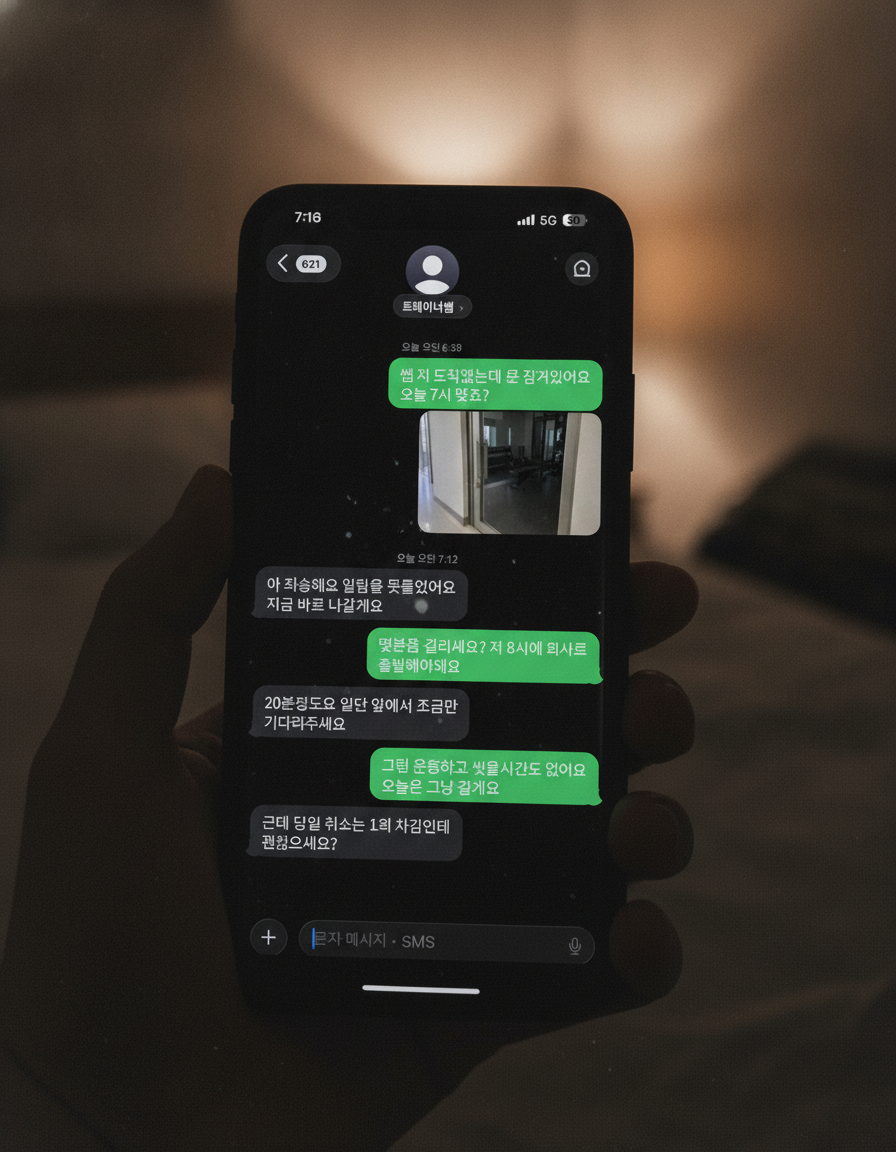 7:16
5G
621
트레이너쌤
오늘 오전 6:38
쌤 저 도착했는데 문 잠겨있어요
오늘 7시 맞죠?
오늘 오전 7:12
아 죄송해요 알람을 못들었어요
지금 바로 나갈게요
몇분쯤 걸리세요? 저 8시에 회사로
출발해야돼요
20분정도요 일단 앞에서 조금만
기다려주세요
그럼 운동하고 씻을시간도 없어요
오늘은 그냥 갈게요
근데 당일 취소는 1회 차감인데
괜찮으세요?
문자 메시지 • SMS